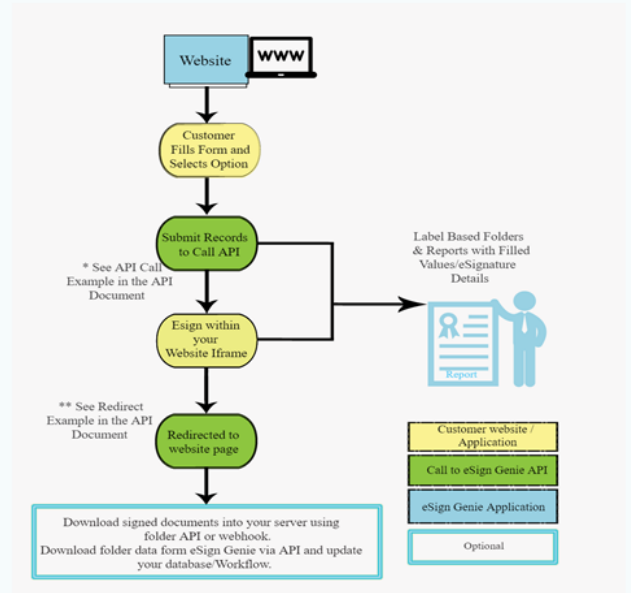 Website
WWW
Customer
Fills Form and
Selects Option
Submit Records
to Call API
* See API Call
Example in the API
Document
Label Based Folders
& Reports with Filled
Values/eSignature
Details
Report
Esign within
your
Website Iframe
** See Redirect
Example in the API
Document
Redirected to
website page
Customer website /
Application
Call to eSign Genie API
eSign Genie Application
Optional
Download signed documents into your server using
folder API or webhook.
Download folder data form eSign Genie via API and update
your database/Workflow.